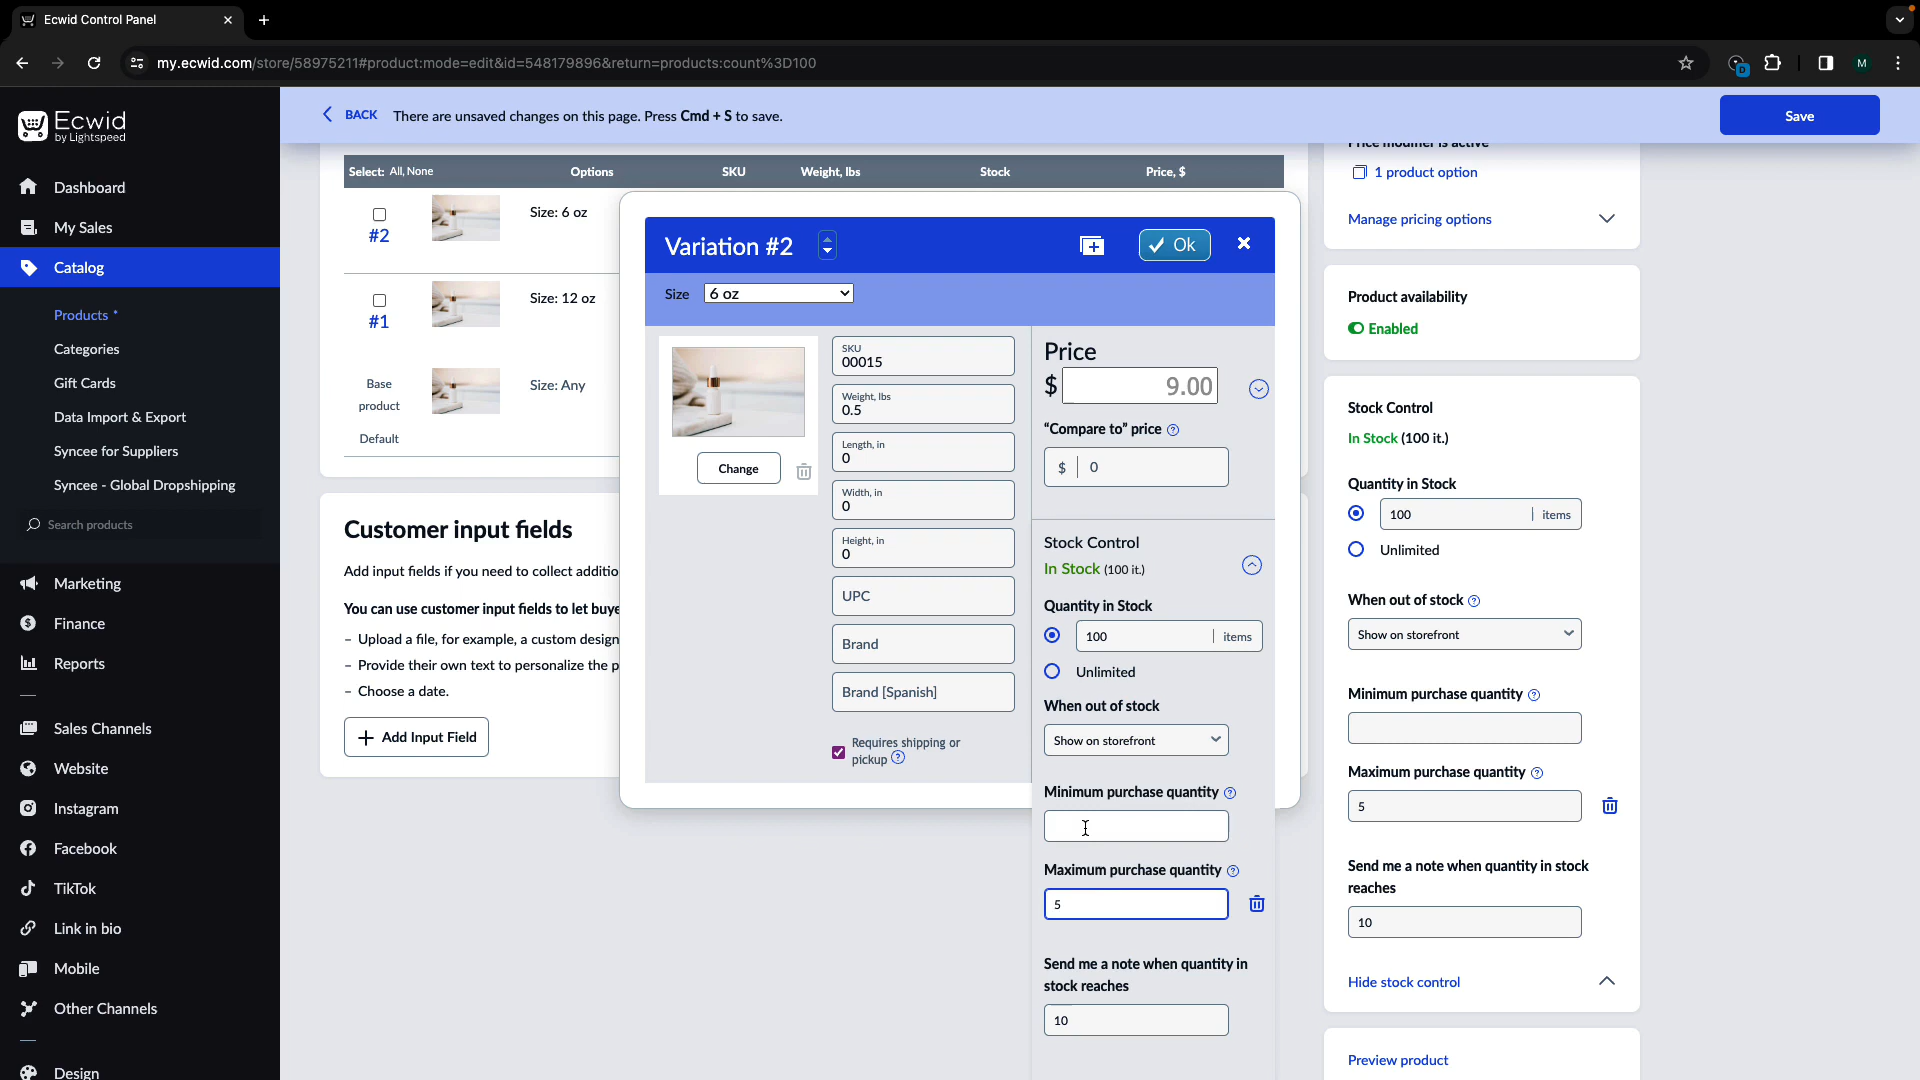 Ecwid Control Panel
my.ecwid.com/store/58975211#product:mode=edit&id=548179896&return=products:count%3D100
D
M
Ecwid
by Lightspeed
BACK
There are unsaved changes on this page. Press Cmd + S to save.
Save
Dashboard
My Sales
Catalog
Products *
Categories
Gift Cards
Data Import & Export
Syncee for Suppliers
Syncee - Global Dropshipping
Search products
Marketing
Finance
Reports
Sales Channels
Website
Instagram
Facebook
TikTok
Link in bio
Mobile
Other Channels
Design
Select: All, None
Options
SKU
Weight, lbs
Stock
Price, $
#2
Size: 6 oz
#1
Size: 12 oz
Base
product
Default
Size: Any
Customer input fields
Add input fields if you need to collect additio
You can use customer input fields to let buye
– Upload a file, for example, a custom design
– Provide their own text to personalize the p
– Choose a date.
+ Add Input Field
Variation #2
Ok
Size
6 oz
Change
SKU
00015
Weight, lbs
0.5
Length, in
0
Width, in
0
Height, in
0
UPC
Brand
Brand [Spanish]
Requires shipping or
pickup
Price
$ 9.00
"Compare to" price
$ 0
Stock Control
In Stock (100 it.)
Quantity in Stock
100 items
Unlimited
When out of stock
Show on storefront
Minimum purchase quantity
Maximum purchase quantity
5
Send me a note when quantity in
stock reaches
10
Price modifier is active
1 product option
Manage pricing options
Product availability
Enabled
Stock Control
In Stock (100 it.)
Quantity in Stock
100 items
Unlimited
When out of stock
Show on storefront
Minimum purchase quantity
Maximum purchase quantity
5
Send me a note when quantity in stock
reaches
10
Hide stock control
Preview product